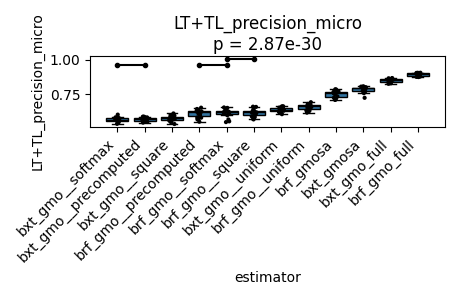 LT+TL_precision_micro
p = 2.87e-30
LT+TL_precision_micro
1.00
0.75
bxt_gmo__softmax
bxt_gmo__precomputed
bxt_gmo__square
brf_gmo__precomputed
brf_gmo__softmax
brf_gmo__square
bxt_gmo__uniform
brf_gmo__uniform
brf_gmosa
bxt_gmosa
bxt_gmo_full
brf_gmo_full
estimator